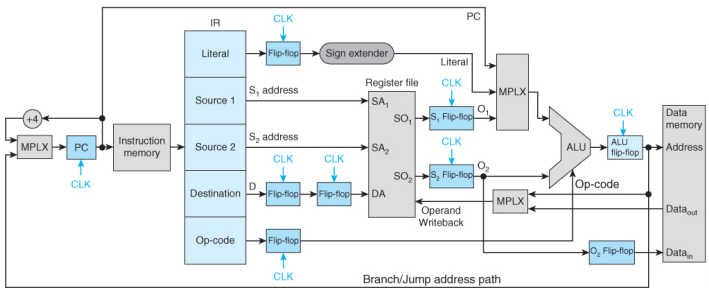 IR
CLK
PC
Literal
Flip-flop
Sign extender
Literal
Register file
CLK
MPLX
CLK
Data
memory
+4
Source 1
S1 address
SA1
SO1
S1 Flip-flop
O1
MPLX
PC
CLK
Instruction
memory
Source 2
S2 address
SA2
CLK
ALU
ALU
flip-flop
Address
SO2
S2 Flip-flop
O2
Destination
D
CLK
Flip-flop
CLK
Flip-flop
DA
Op-code
MPLX
Operand
Writeback
Dataout
Op-code
Flip-flop
CLK
O2 Flip-flop
Datain
Branch/Jump address path